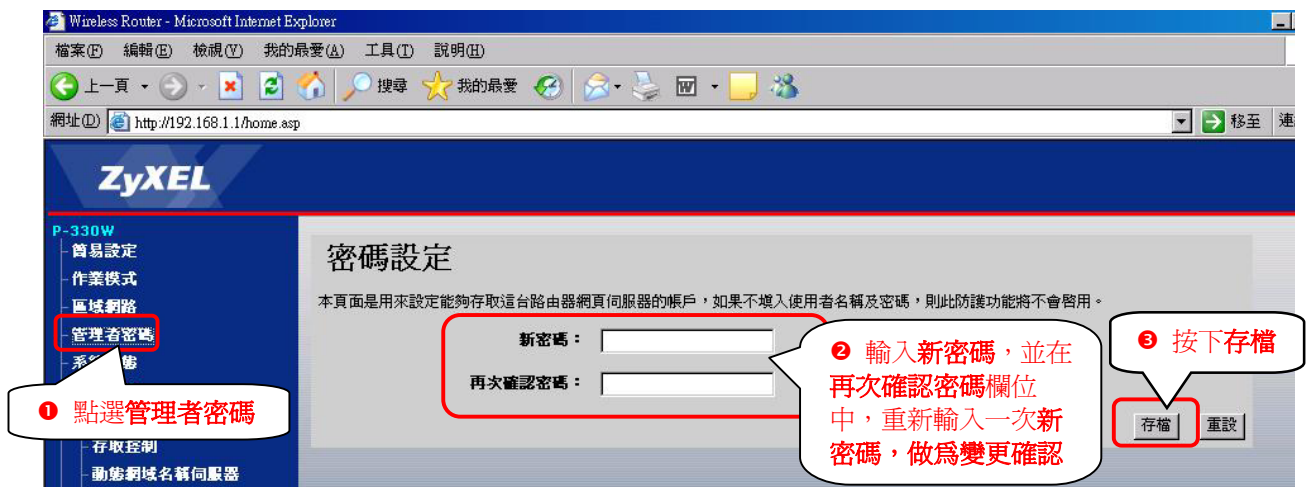 Wireless Router - Microsoft Internet Explorer
檔案(F) 編輯(E) 檢視(V) 我的最愛(A) 工具(T) 說明(H)
上一頁 搜尋 我的最愛
網址(D) http://192.168.1.1/home.asp 移至
ZyXEL
P-330W
簡易設定
作業模式
區域網路
管理者密碼
存取控制
動態網域名稱伺服器
密碼設定
本頁面是用來設定能夠存取這台路由器網頁伺服器的帳戶，如果不填入使用者名稱及密碼，則此防護功能將不會啓用。
新密碼：
再次確認密碼：
存檔 重設
❶ 點選管理者密碼
❷ 輸入新密碼，並在
再次確認密碼欄位
中，重新輸入一次新
密碼，做爲變更確認
❸ 按下存檔